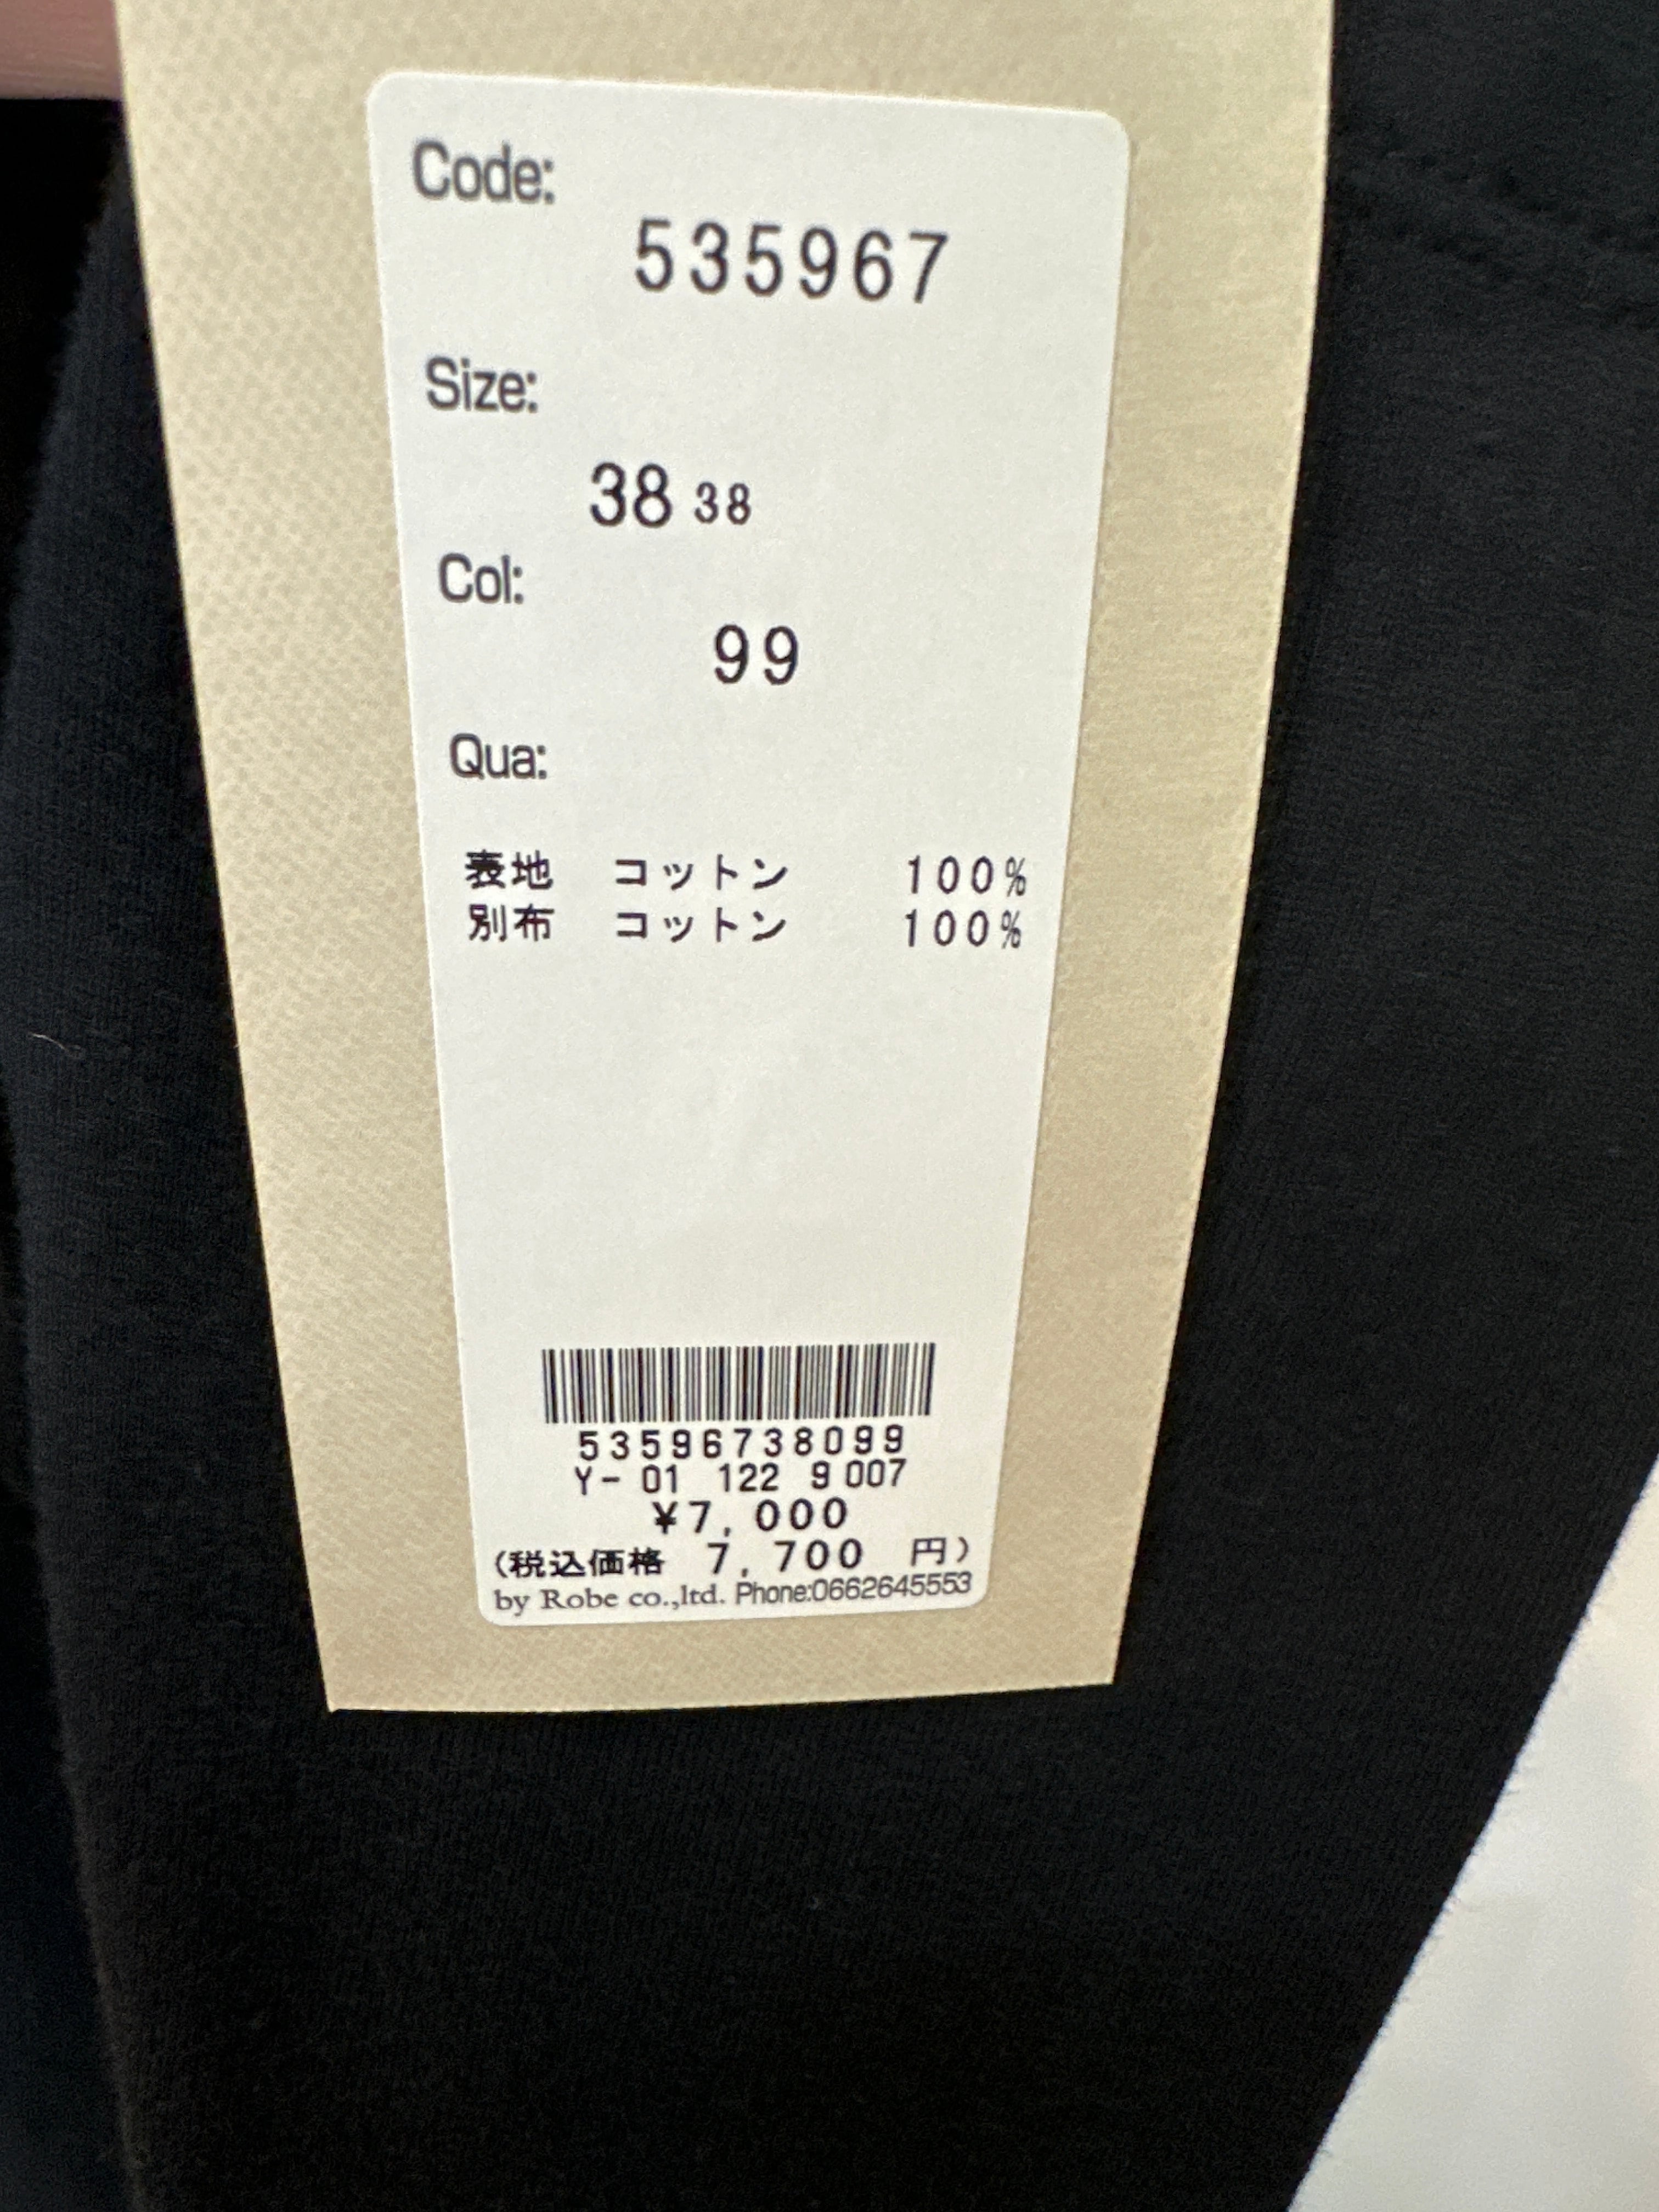 Code:
535967
Size:
38 38
Col:
99
Qua:
表地 コットン 100%
別布 コットン 100%
53596738099
Y- 01 122 9 007
¥7,000
(税込価格 7,700 円)
by Robe co.,ltd. Phone:0662645553